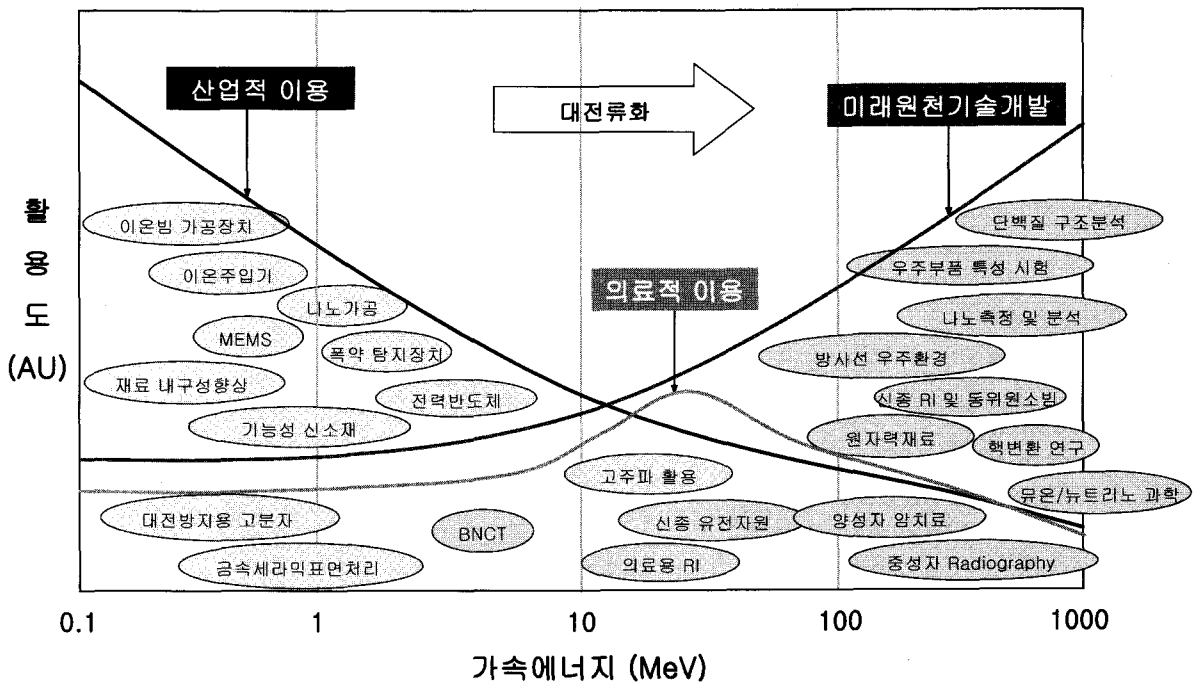 산업적 이용
대전류화
미래원천기술개발
활용도
(AU)
이온빔 가공장치
단백질 구조분석
이온주입기
우주부품 특성 시험
의료적 이용
나노가공
나노측정 및 분석
MEMS
폭약 탐지장치
방사선 우주환경
재료 내구성향상
전력반도체
신종 RI 및 동위원소빔
기능성 신소재
원자력재료
핵변환 연구
고주파 활용
뮤온/뉴트리노 과학
대전방지용 고분자
BNCT
신종 유전자원
양성자 암치료
금속세라믹표면처리
의료용 RI
중성자 Radiography
0.1 1 10 100 1000
가속에너지 (MeV)